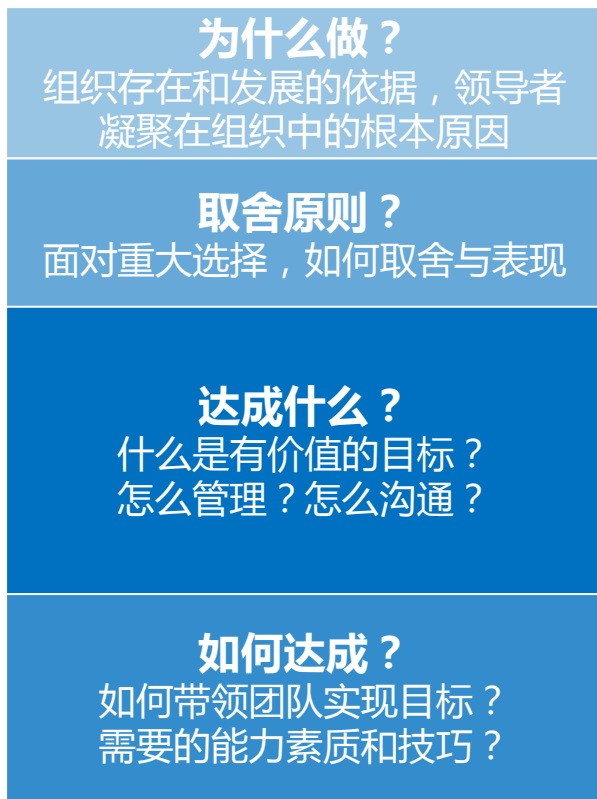 为什么做？
组织存在和发展的依据，领导者
凝聚在组织中的根本原因
取舍原则？
面对重大选择，如何取舍与表现
达成什么？
什么是有价值的目标？
怎么管理？怎么沟通？
如何达成？
如何带领团队实现目标？
需要的能力素质和技巧？